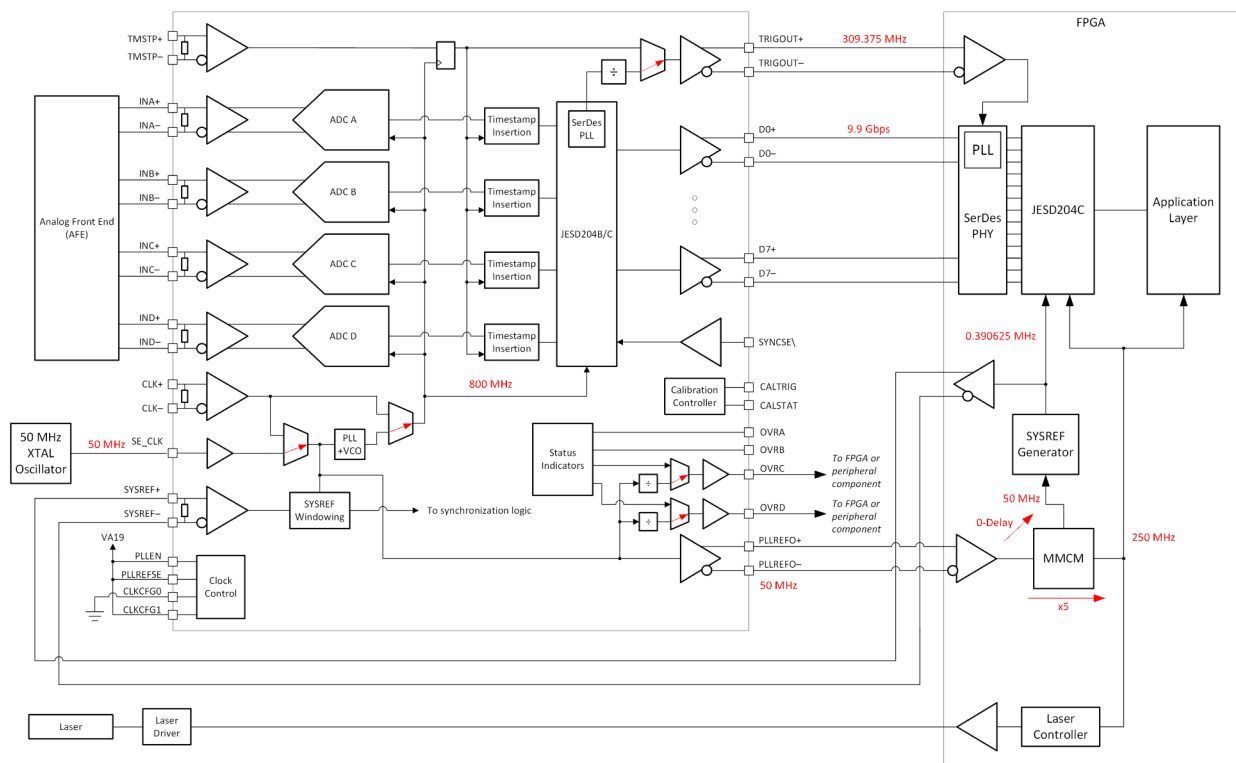 FPGA
TMSTP+
TMSTP–
TRIGOUT+
309.375 MHz
TRIGOUT–
÷
Analog Front End
(AFE)
INA+
INA–
ADC A
Timestamp
Insertion
SerDes
PLL
D0+
9.9 Gbps
D0–
INB+
INB–
ADC B
Timestamp
Insertion
JESD204B/C
INC+
INC–
ADC C
Timestamp
Insertion
D7+
D7–
IND+
IND–
ADC D
Timestamp
Insertion
SYNCSE\
PLL
SerDes
PHY
JESD204C
Application
Layer
0.390625 MHz
CLK+
CLK–
800 MHz
Calibration
Controller
CALTRIG
CALSTAT
50 MHz
XTAL
Oscillator
50 MHz
SE_CLK
PLL
+VCO
Status
Indicators
OVRA
OVRB
OVRC
OVRD
÷
÷
To FPGA or
peripheral
component
To FPGA or
peripheral
component
SYSREF
Generator
SYSREF+
SYSREF–
SYSREF
Windowing
To synchronization logic
50 MHz
0-Delay
250 MHz
VA19
PLLEN
PLLREFSE
CLKCFG0
CLKCFG1
Clock
Control
PLLREFO+
PLLREFO–
50 MHz
MMCM
x5
Laser
Laser
Driver
Laser
Controller